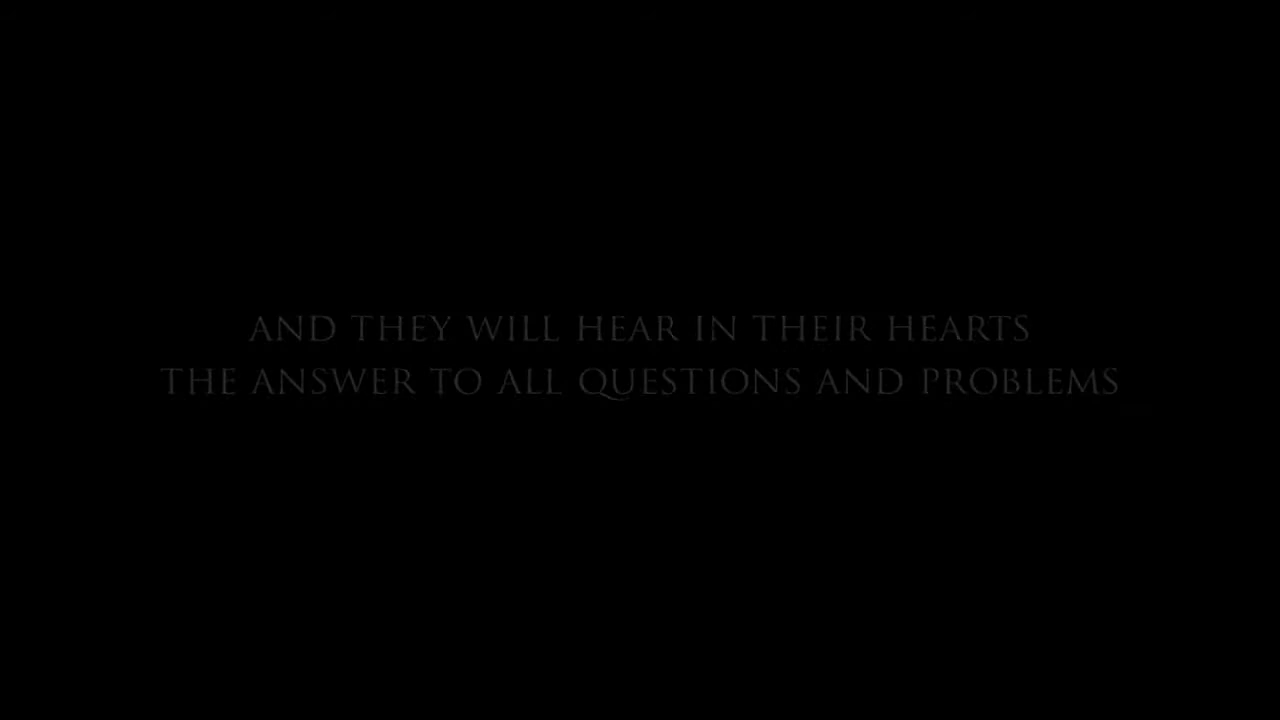 AND THEY WILL HEAR IN THEIR HEARTS
THE ANSWER TO ALL QUESTIONS AND PROBLEMS